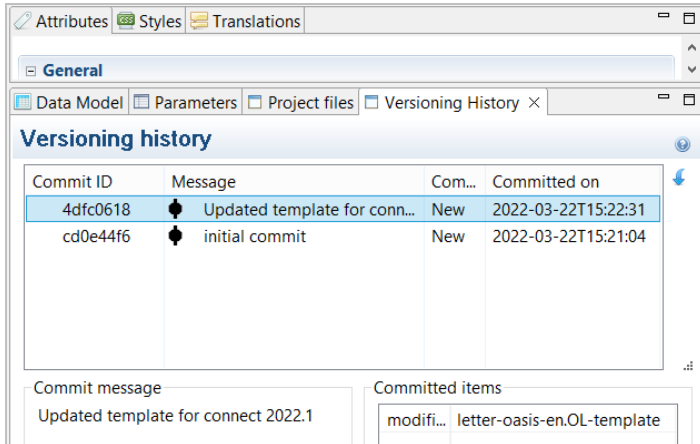 Attributes Styles Translations
General
Data Model Parameters Project files Versioning History
Versioning history
Commit ID Message Com... Committed on
4dfc0618 Updated template for conn... New 2022-03-22T15:22:31
cd0e44f6 initial commit New 2022-03-22T15:21:04
Commit message Committed items
Updated template for connect 2022.1 modifi... letter-oasis-en.OL-template